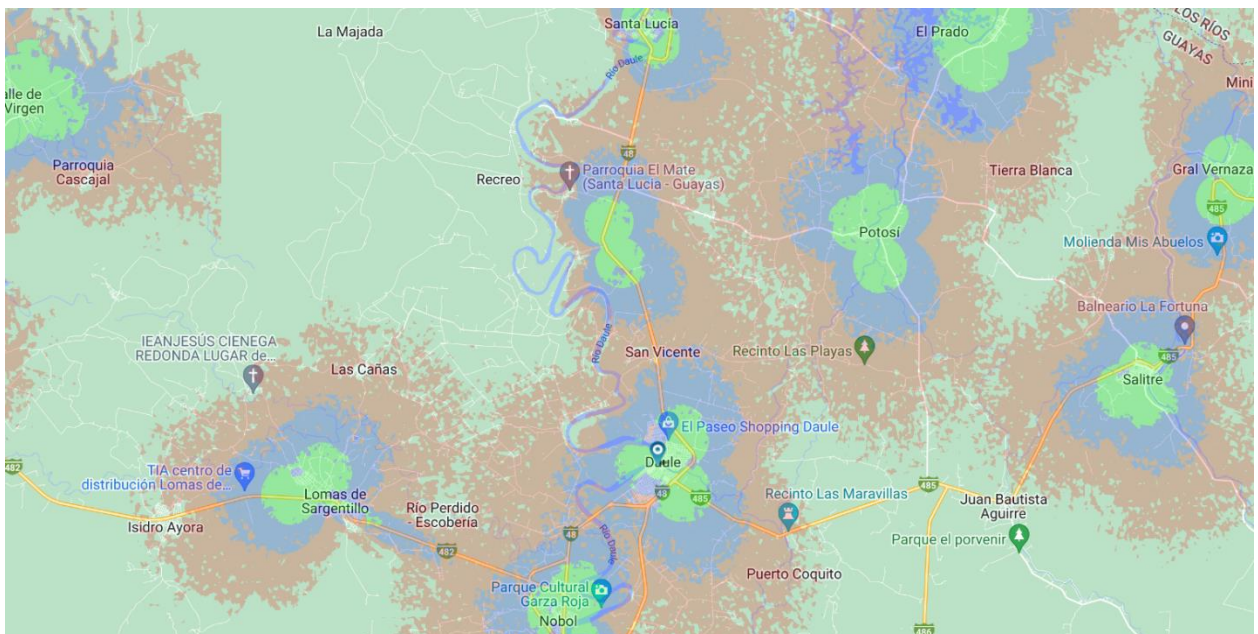 Santa Lucía
La Majada
El Prado
LOS RÍOS
GUAYAS
Río Daule
alle de
Virgen
Mini
48
Parroquia
Cascajal
Recreo
Parroquia El Mate
(Santa Lucia - Guayas)
Tierra Blanca
Gral Vernaza
485
Potosí
Molienda Mis Abuelos
Balneario La Fortuna
Río Daule
IEANJESÚS CIENEGA
REDONDA LUGAR de...
Las Cañas
San Vicente
Recinto Las Playas
485
Salitre
El Paseo Shopping Daule
Daule
482
TIA centro de
distribución Lomas de...
Lomas de
Sargentillo
Isidro Ayora
Río Perdido
- Escobería
48
485
Recinto Las Maravillas
485
Juan Bautista
Aguirre
Parque el porvenir
48
482
Río Daule
Puerto Coquito
Parque Cultural
Garza Roja
Nobol
486